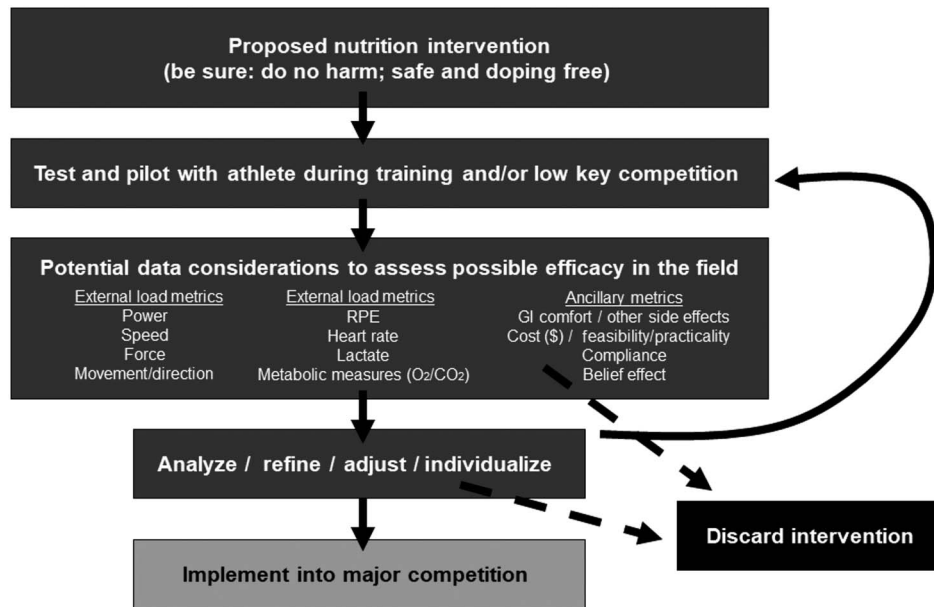 Proposed nutrition intervention
(be sure: do no harm; safe and doping free)
Test and pilot with athlete during training and/or low key competition
Potential data considerations to assess possible efficacy in the field
External load metrics
Power
Speed
Force
Movement/direction
External load metrics
RPE
Heart rate
Lactate
Metabolic measures (O₂/CO₂)
Ancillary metrics
GI comfort / other side effects
Cost ($) / feasibility/practicality
Compliance
Belief effect
Analyze / refine / adjust / individualize
Discard intervention
Implement into major competition